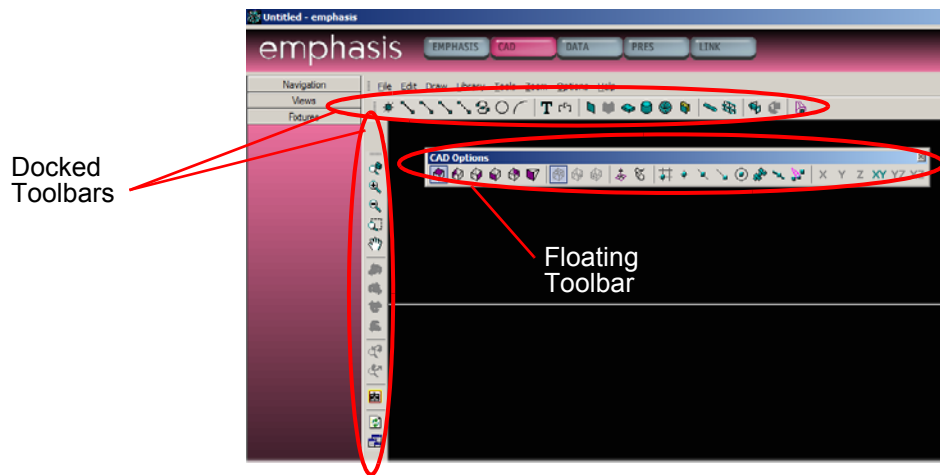 Untitled - emphasis
emphasis EMPHASIS CAD DATA PRES LINK
Navigation
Views
Fixtures
File Edit Draw Library Tools Zoom Options Help
T
CAD Options
X Y Z XY YZ XZ
Docked
Toolbars
Floating
Toolbar